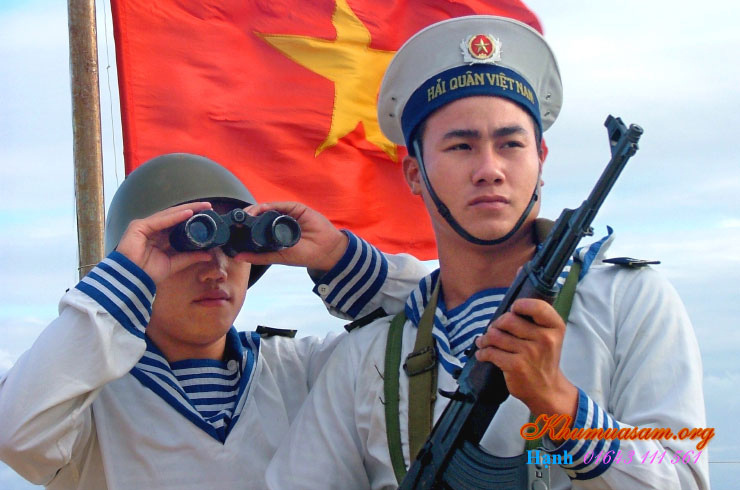 HẢI QUÂN VIỆT NAM
Khumuasam.org
Hạnh 01643 111 561